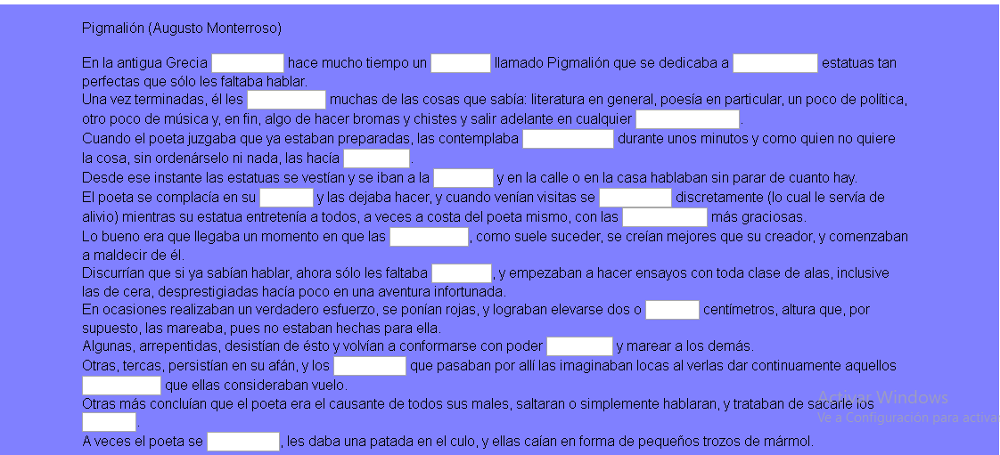 Pigmalión (Augusto Monterroso)
En la antigua Grecia hace mucho tiempo un llamado Pigmalión que se dedicaba a estatuas tan
perfectas que sólo les faltaba hablar.
Una vez terminadas, él les muchas de las cosas que sabía: literatura en general, poesía en particular, un poco de política,
otro poco de música y, en fin, algo de hacer bromas y chistes y salir adelante en cualquier .
Cuando el poeta juzgaba que ya estaban preparadas, las contemplaba durante unos minutos y como quien no quiere
la cosa, sin ordenárselo ni nada, las hacía .
Desde ese instante las estatuas se vestían y se iban a la y en la calle o en la casa hablaban sin parar de cuanto hay.
El poeta se complacía en su y las dejaba hacer, y cuando venían visitas se discretamente (lo cual le servía de
alivio) mientras su estatua entretenía a todos, a veces a costa del poeta mismo, con las más graciosas.
Lo bueno era que llegaba un momento en que las , como suele suceder, se creían mejores que su creador, y comenzaban
a maldecir de él.
Discurrían que si ya sabían hablar, ahora sólo les faltaba , y empezaban a hacer ensayos con toda clase de alas, inclusive
las de cera, desprestigiadas hacía poco en una aventura infortunada.
En ocasiones realizaban un verdadero esfuerzo, se ponían rojas, y lograban elevarse dos o centímetros, altura que, por
supuesto, las mareaba, pues no estaban hechas para ella.
Algunas, arrepentidas, desistían de ésto y volvían a conformarse con poder y marear a los demás.
Otras, tercas, persistían en su afán, y los que pasaban por allí las imaginaban locas al verlas dar continuamente aquellos
que ellas consideraban vuelo.
Otras más concluían que el poeta era el causante de todos sus males, saltaran o simplemente hablaran, y trataban de sacarle los
.
A veces el poeta se , les daba una patada en el culo, y ellas caían en forma de pequeños trozos de mármol.
Activar Windows
Ve a Configuración para activa